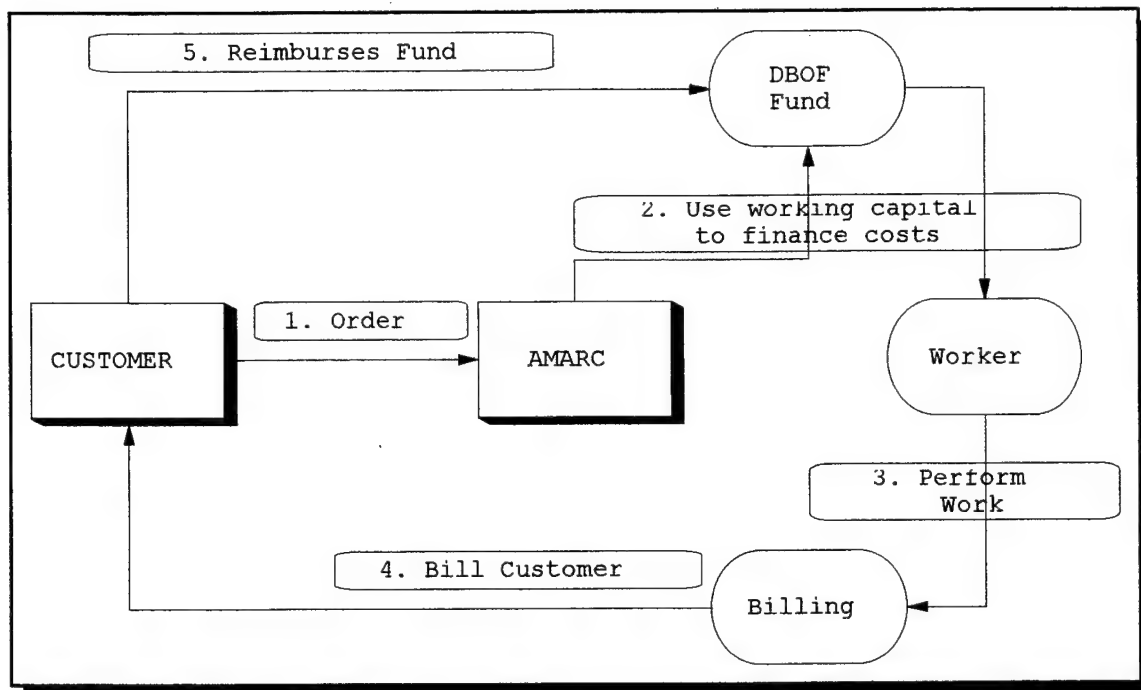 5. Reimburses Fund
DBOF
Fund
2. Use working capital
to finance costs
1. Order
CUSTOMER
AMARC
Worker
3. Perform
Work
4. Bill Customer
Billing